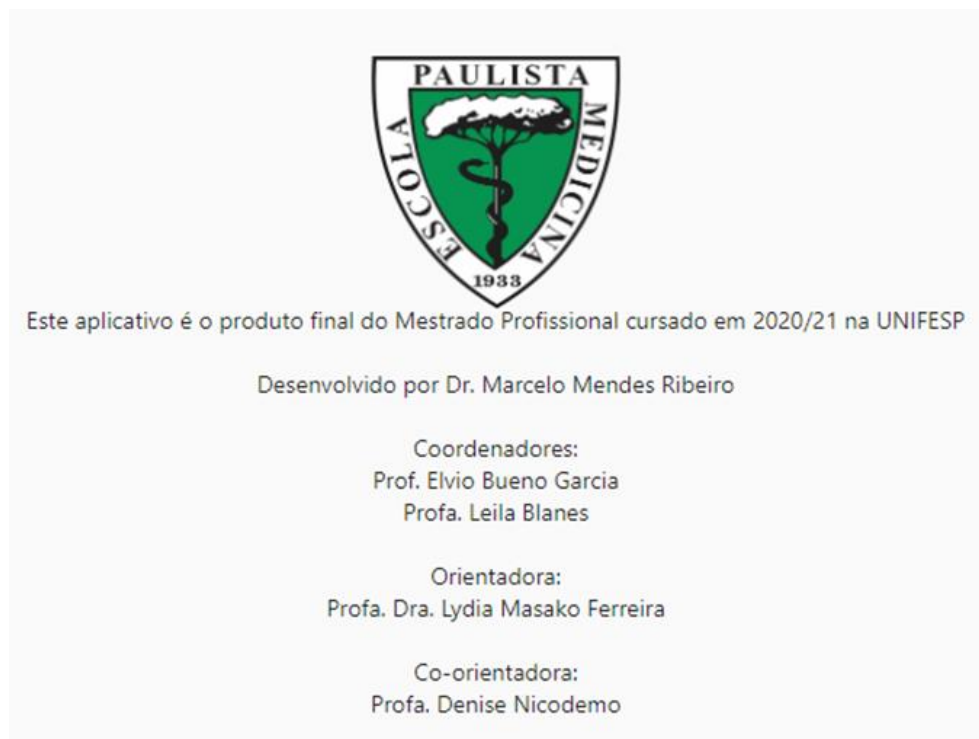 ESCOLA PAULISTA MEDICINA
1933
Este aplicativo é o produto final do Mestrado Profissional cursado em 2020/21 na UNIFESP
Desenvolvido por Dr. Marcelo Mendes Ribeiro
Coordenadores:
Prof. Elvio Bueno Garcia
Profa. Leila Blanes
Orientadora:
Profa. Dra. Lydia Masako Ferreira
Co-orientadora:
Profa. Denise Nicodemo